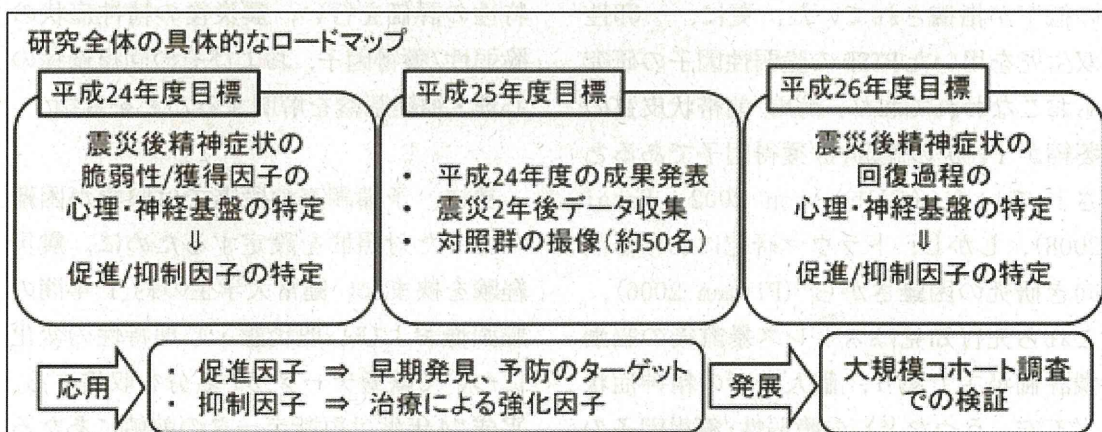 研究全体の具体的なロードマップ
平成24年度目標
震災後精神症状の
脆弱性/獲得因子の
心理・神経基盤の特定
⇓
促進/抑制因子の特定
平成25年度目標
・ 平成24年度の成果発表
・ 震災2年後データ収集
・ 対照群の撮像(約50名)
平成26年度目標
震災後精神症状の
回復過程の
心理・神経基盤の特定
⇓
促進/抑制因子の特定
応用
・ 促進因子 ⇒ 早期発見、予防のターゲット
・ 抑制因子 ⇒ 治療による強化因子
発展
大規模コホート調査
での検証